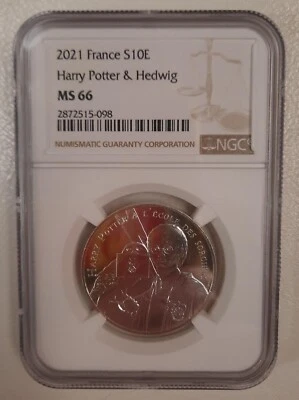 2021 France S10E
Harry Potter & Hedwig
MS 66
2872515-098
NUMISMATIC GUARANTY CORPORATION
NGC
HARRY POTTER À L'ÉCOLE DES SORCIERS